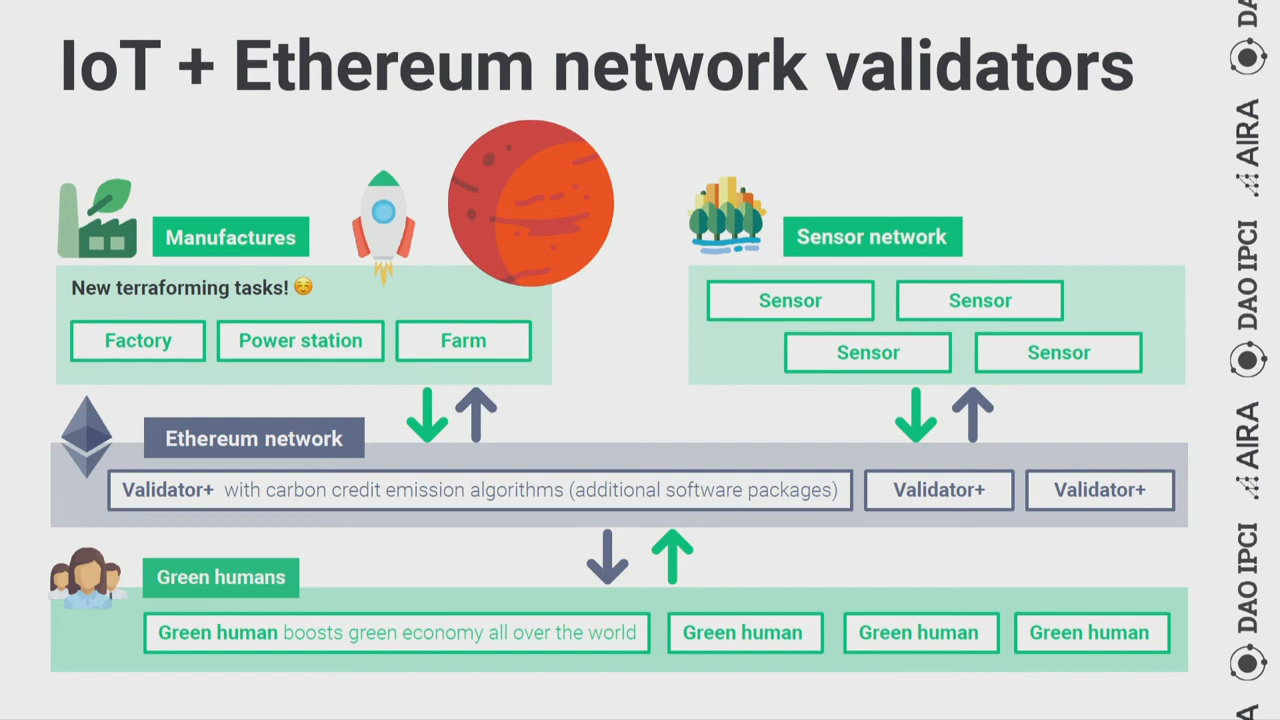 IoT + Ethereum network validators
Manufactures
New terraforming tasks! ☺️
Factory
Power station
Farm
Sensor network
Sensor
Sensor
Sensor
Sensor
Ethereum network
Validator+ with carbon credit emission algorithms (additional software packages)
Validator+
Validator+
Green humans
Green human boosts green economy all over the world
Green human
Green human
Green human
AIRA
DAO IPCI
AIRA
DAO IPCI